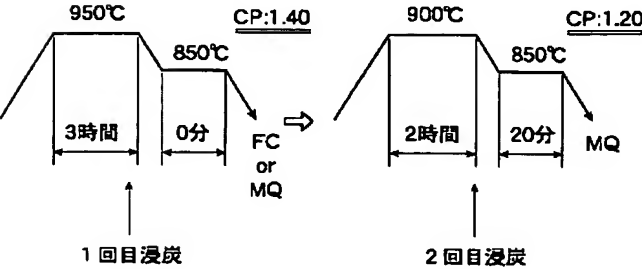 950℃
CP:1.40
850℃
3時間
0分
FC
or
MQ
1回目浸炭
900℃
CP:1.20
850℃
2時間
20分
MQ
2回目浸炭